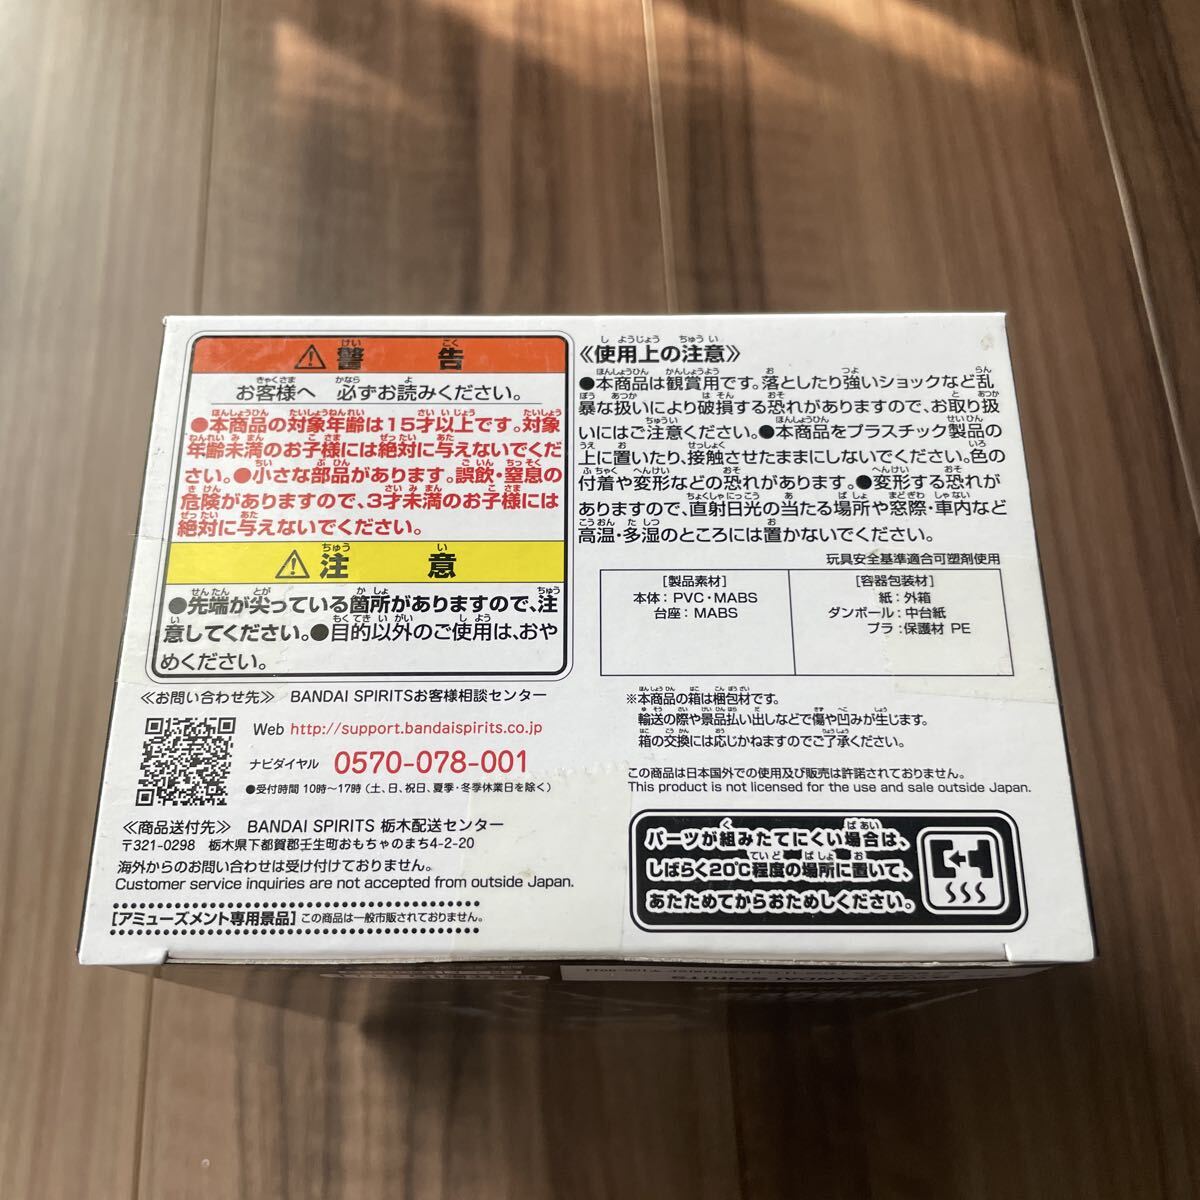 警告
お客様へ 必ずお読みください。
●本商品の対象年齢は15才以上です。対象
年齢未満のお子様には絶対に与えないでくださ
い。●小さな部品があります。誤飲・窒息の
危険がありますので、3才未満のお子様には
絶対に与えないでください。
注意
●先端が尖っている箇所がありますので、注
意してください。●目的以外のご使用は、おや
めください。
≪お問い合わせ先≫ BANDAI SPIRITSお客様相談センター
Web http://support.bandaispirits.co.jp
ナビダイヤル 0570-078-001
●受付時間 10時〜17時(土、日、祝日、夏季・冬季休業日を除く)
≪商品送付先≫ BANDAI SPIRITS 栃木配送センター
〒321-0298 栃木県下都賀郡壬生町おもちゃのまち4-2-20
海外からのお問い合わせは受け付けておりません。
Customer service inquiries are not accepted from outside Japan.
[アミューズメント専用景品] この商品は一般市販されておりません。
≪使用上の注意≫
●本商品は観賞用です。落としたり強いショックなど乱
暴な扱いにより破損する恐れがありますので、お取り扱
いにはご注意ください。●本商品をプラスチック製品の
上に置いたり、接触させたままにしないでください。色の
付着や変形などの恐れがあります。●変形する恐れが
ありますので、直射日光の当たる場所や窓際・車内など
高温・多湿のところには置かないでください。
玩具安全基準適合可塑剤使用
[製品素材]
本体:PVC・MABS
台座:MABS
[容器包装材]
紙:外箱
ダンボール:中台紙
プラ:保護材 PE
※本商品の箱は梱包材です。
輸送の際や景品払い出しなどで傷や凹みが生じます。
箱の交換には応じかねますのでご了承ください。
この商品は日本国外での使用及び販売は許諾されておりません。
This product is not licensed for the use and sale outside Japan.
パーツが組みたてにくい場合は、
しばらく20℃程度の場所に置いて、
あたためてからおためしください。